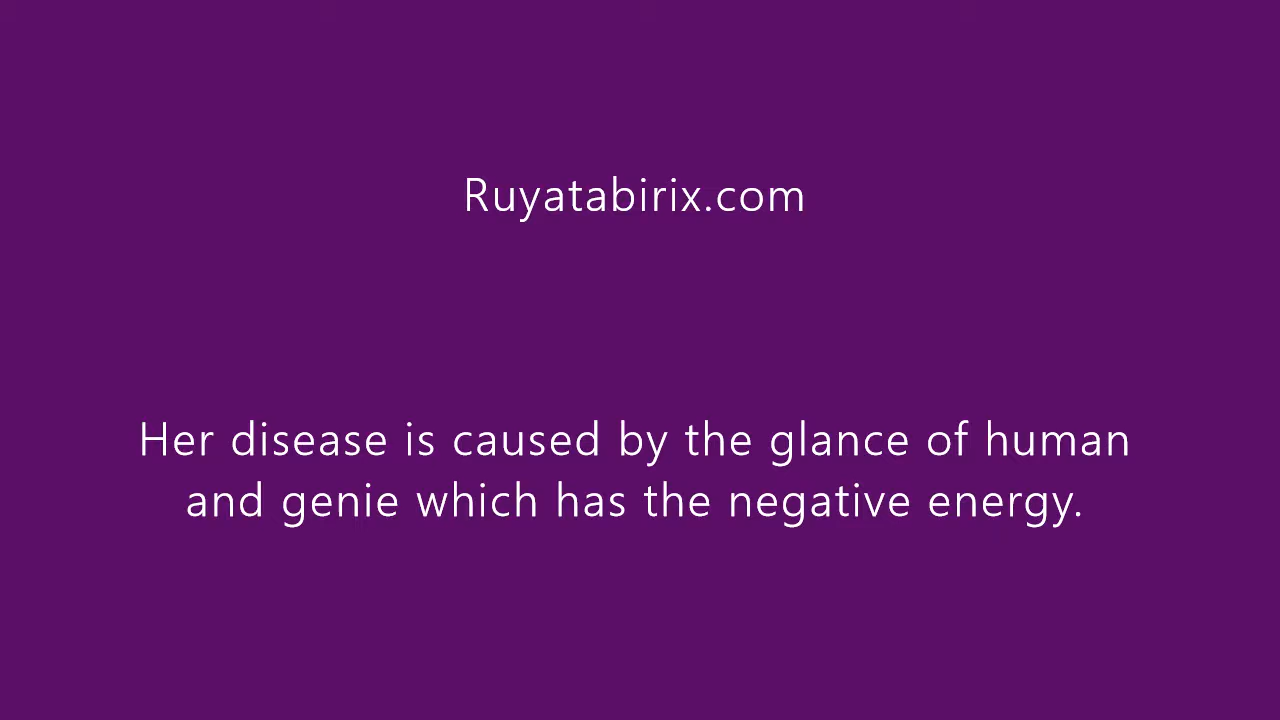 Ruyatabirix.com
Her disease is caused by the glance of human
and genie which has the negative energy.